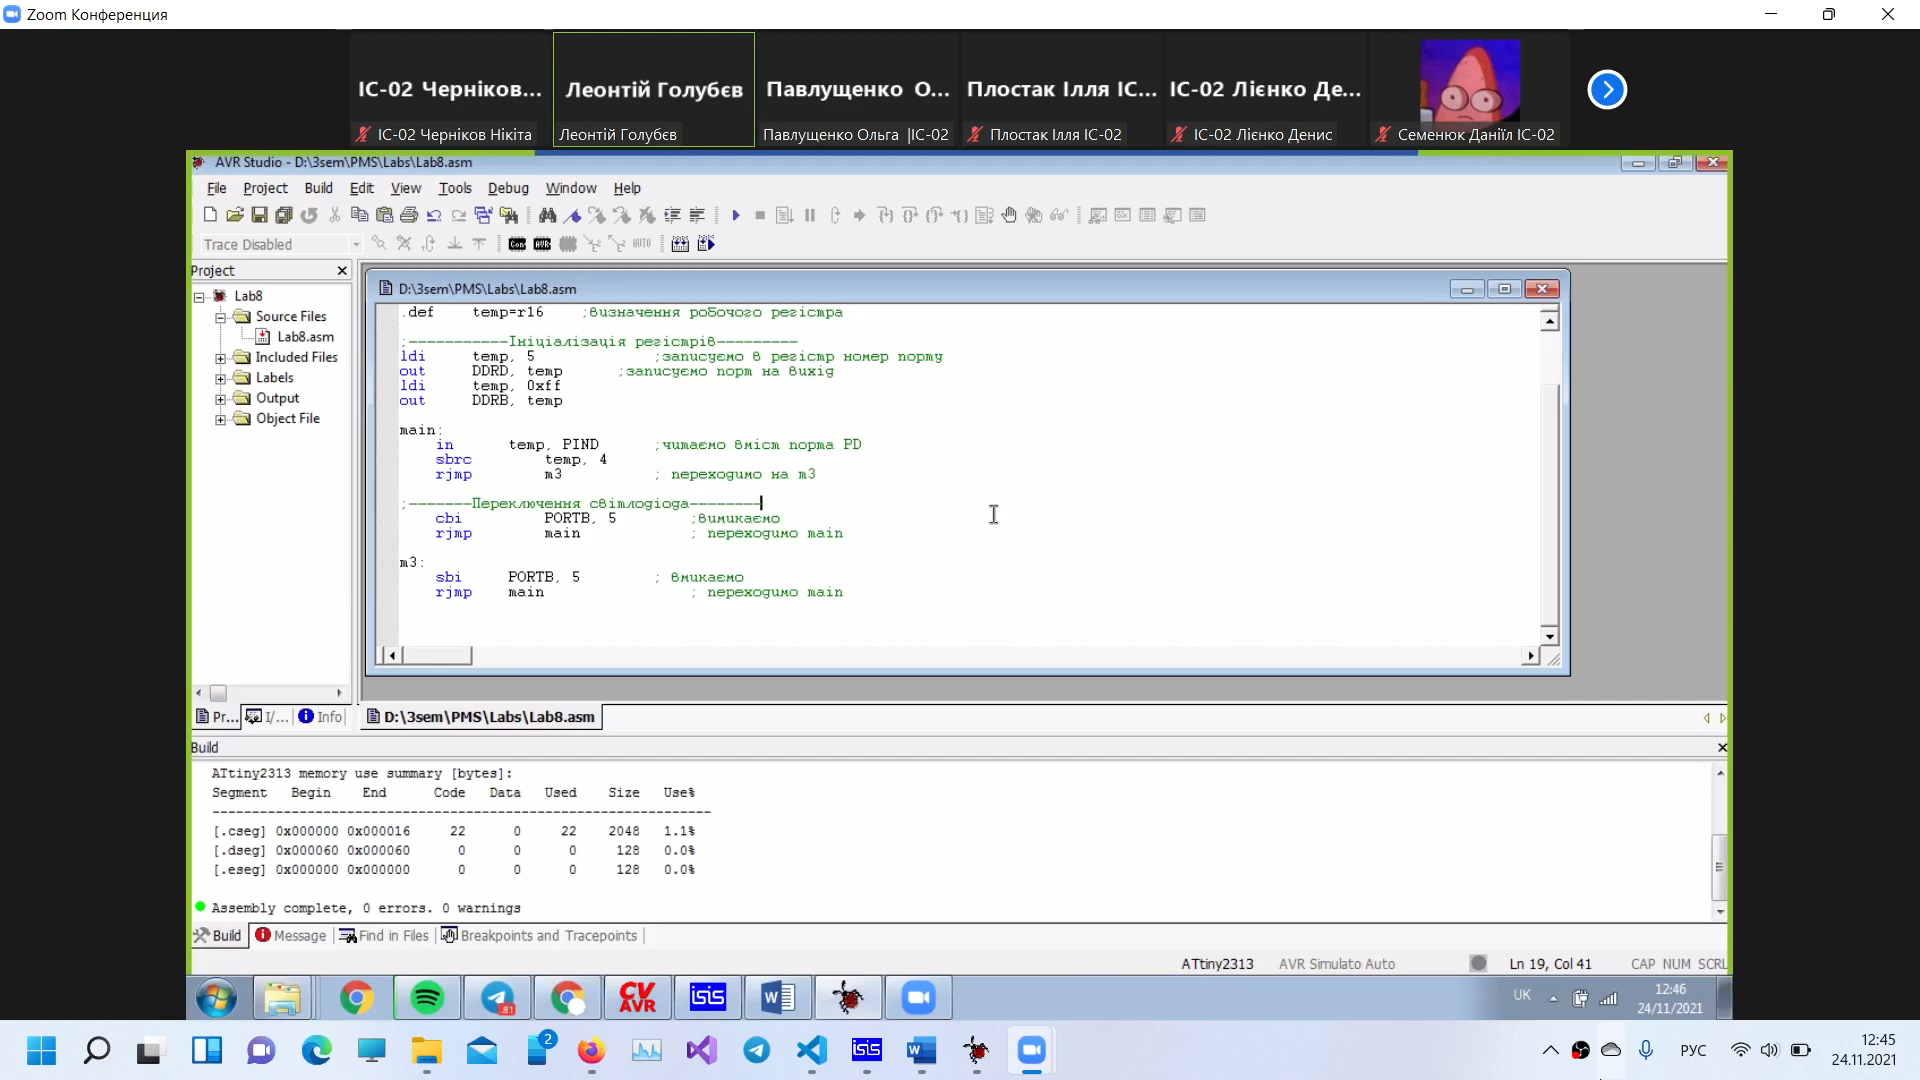 Zoom Конференция
ІС-02 Черніков...
Леонтій Голубєв
Павлущенко О...
Плостак Ілля ІС...
ІС-02 Лієнко Де...
ІС-02 Черніков Нікіта
Леонтій Голубєв
Павлущенко Ольга |ІС-02
Плостак Ілля ІС-02
ІС-02 Лієнко Денис
Семенюк Данііл ІС-02
AVR Studio - D:\3sem\PMS\Labs\Lab8.asm
File Project Build Edit View Tools Debug Window Help
Trace Disabled
Con AVR AUTO
Project
Lab8
Source Files
Lab8.asm
Included Files
Labels
Output
Object File
D:\3sem\PMS\Labs\Lab8.asm
.def temp=r16 ;визначення робочого регістра
;-----------Ініціалізація регістрів---------
ldi temp, 5 ;записуємо в регістр номер порту
out DDRD, temp ;записуємо порт на вихід
ldi temp, 0xff
out DDRB, temp
main:
in temp, PIND ;читаємо вміст порта PD
sbrc temp, 4
rjmp m3 ; переходимо на m3
;-------Переключення світлодіода--------
cbi PORTB, 5 ;вимикаємо
rjmp main ; переходимо main
m3:
sbi PORTB, 5 ; вмикаємо
rjmp main ; переходимо main
Pr... I/... Info
D:\3sem\PMS\Labs\Lab8.asm
Build
ATtiny2313 memory use summary [bytes]:
Segment Begin End Code Data Used Size Use%
---------------------------------------------------------------
[.cseg] 0x000000 0x000016 22 0 22 2048 1.1%
[.dseg] 0x000060 0x000060 0 0 0 128 0.0%
[.eseg] 0x000000 0x000000 0 0 0 128 0.0%
Assembly complete, 0 errors. 0 warnings
Build Message Find in Files Breakpoints and Tracepoints
ATtiny2313 AVR Simulato Auto Ln 19, Col 41 CAP NUM SCRL
81
CV AVR
isis
W
UK
12:46
24/11/2021
2
isis
W
РУС
12:45
24.11.2021